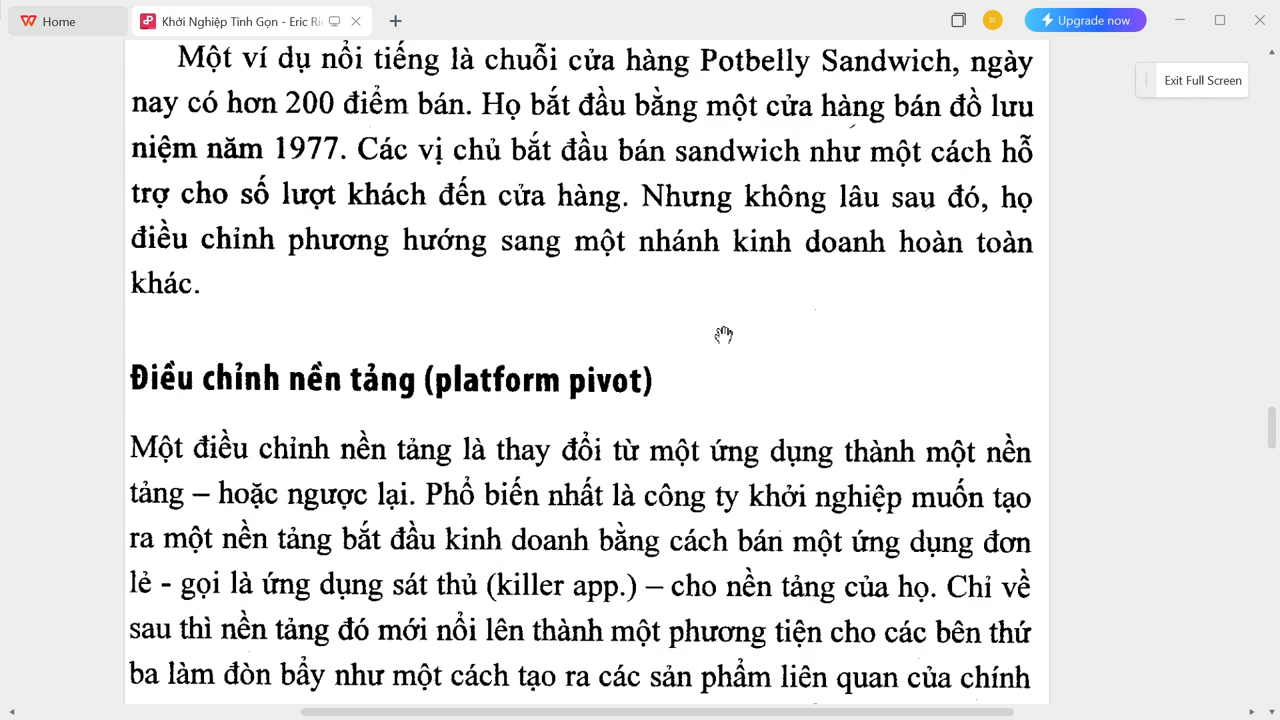 Home
Khởi Nghiệp Tinh Gọn - Eric Ri
TC
Upgrade now
Exit Full Screen
Một ví dụ nổi tiếng là chuỗi cửa hàng Potbelly Sandwich, ngày
nay có hơn 200 điểm bán. Họ bắt đầu bằng một cửa hàng bán đồ lưu
niệm năm 1977. Các vị chủ bắt đầu bán sandwich như một cách hỗ
trợ cho số lượt khách đến cửa hàng. Nhưng không lâu sau đó, họ
điều chỉnh phương hướng sang một nhánh kinh doanh hoàn toàn
khác.
Điều chỉnh nền tảng (platform pivot)
Một điều chỉnh nền tảng là thay đổi từ một ứng dụng thành một nền
tảng – hoặc ngược lại. Phổ biến nhất là công ty khởi nghiệp muốn tạo
ra một nền tảng bắt đầu kinh doanh bằng cách bán một ứng dụng đơn
lẻ - gọi là ứng dụng sát thủ (killer app.) – cho nền tảng của họ. Chỉ về
sau thì nền tảng đó mới nổi lên thành một phương tiện cho các bên thứ
ba làm đòn bẩy như một cách tạo ra các sản phẩm liên quan của chính